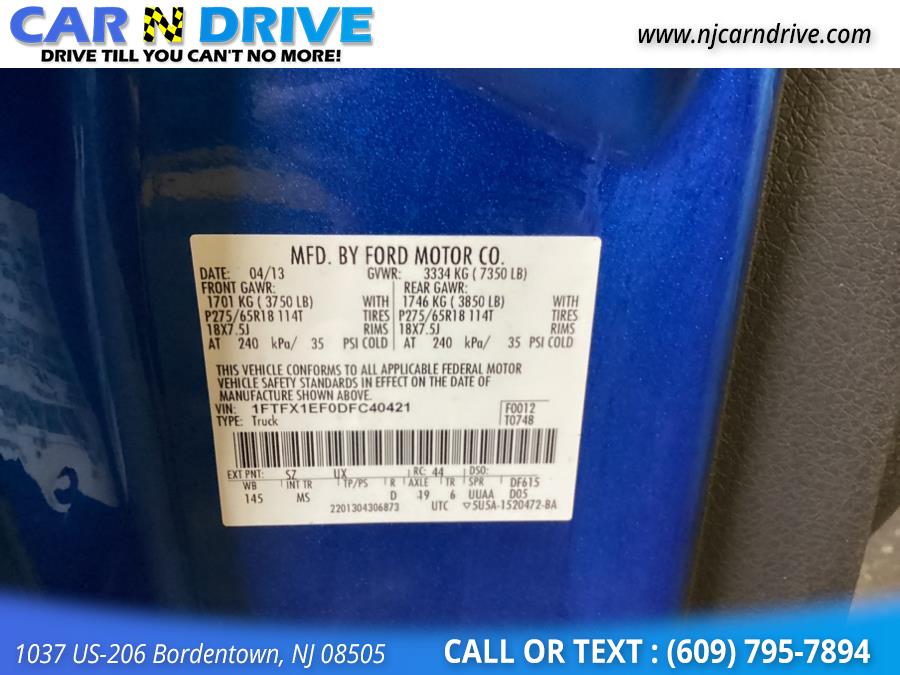 CAR N DRIVE
DRIVE TILL YOU CAN'T NO MORE!
www.njcarndrive.com
MFD. BY FORD MOTOR CO.
DATE: 04/13 GVWR: 3334 KG ( 7350 LB)
FRONT GAWR: REAR GAWR:
1701 KG ( 3750 LB) WITH 1746 KG ( 3850 LB) WITH
P275/65R18 114T TIRES P275/65R18 114T TIRES
18X7.5J RIMS 18X7.5J RIMS
AT 240 kPa/ 35 PSI COLD AT 240 kPa/ 35 PSI COLD
THIS VEHICLE CONFORMS TO ALL APPLICABLE FEDERAL MOTOR
VEHICLE SAFETY STANDARDS IN EFFECT ON THE DATE OF
MANUFACTURE SHOWN ABOVE.
VIN: 1FTFX1EF0DFC40421 F0012
TYPE: Truck T0748
EXT PNT: SZ UX RC: 44 DSO:
WB INT TR TP/PS R AXLE TR SPR DF615
145 MS D 19 6 UUAA D05
2201304306873 UTC ▽5U5A-1520472-BA
1037 US-206 Bordentown, NJ 08505
CALL OR TEXT : (609) 795-7894